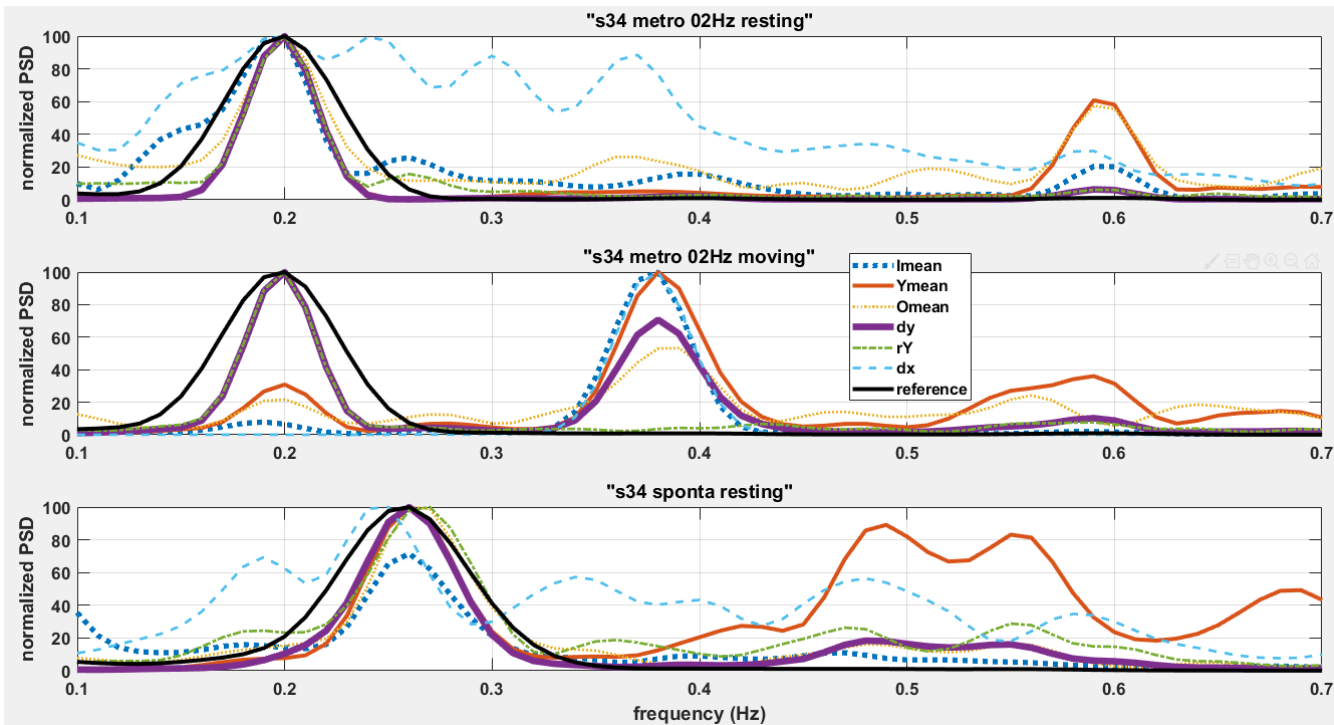 "s34 metro 02Hz resting"
normalized PSD
100
80
60
40
20
0
0.1 0.2 0.3 0.4 0.5 0.6 0.7
"s34 metro 02Hz moving"
normalized PSD
100
80
60
40
20
0
Imean
Ymean
Omean
dy
rY
dx
reference
0.1 0.2 0.3 0.4 0.5 0.6 0.7
"s34 sponta resting"
normalized PSD
100
80
60
40
20
0
0.1 0.2 0.3 0.4 0.5 0.6 0.7
frequency (Hz)